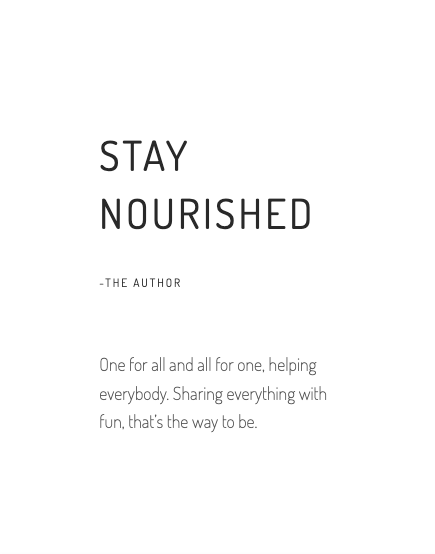 STAY
NOURISHED
-THE AUTHOR
One for all and all for one, helping
everybody. Sharing everything with
fun, that's the way to be.